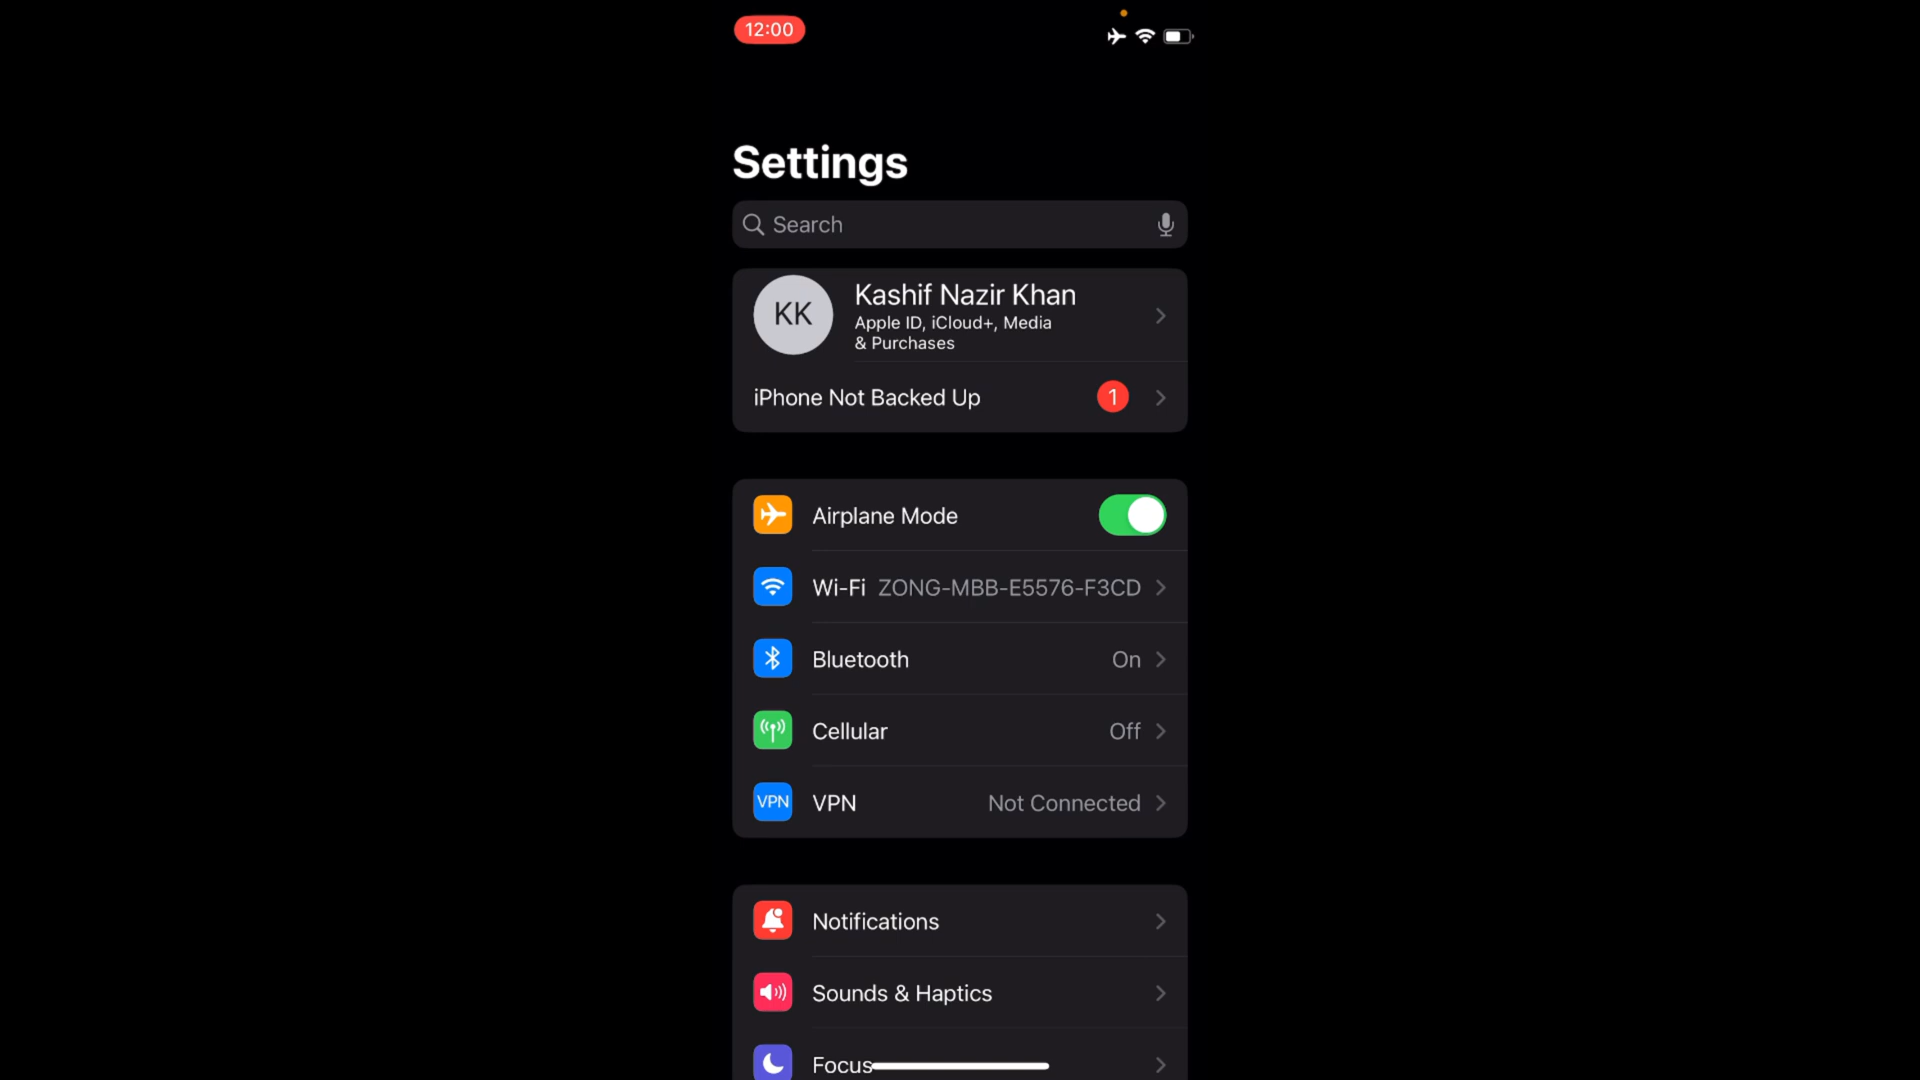 12:00
Settings
Search
KK
Kashif Nazir Khan
Apple ID, iCloud+, Media
& Purchases
iPhone Not Backed Up 1
Airplane Mode
Wi-Fi ZONG-MBB-E5576-F3CD
Bluetooth On
Cellular Off
VPN VPN Not Connected
Notifications
Sounds & Haptics
Focus